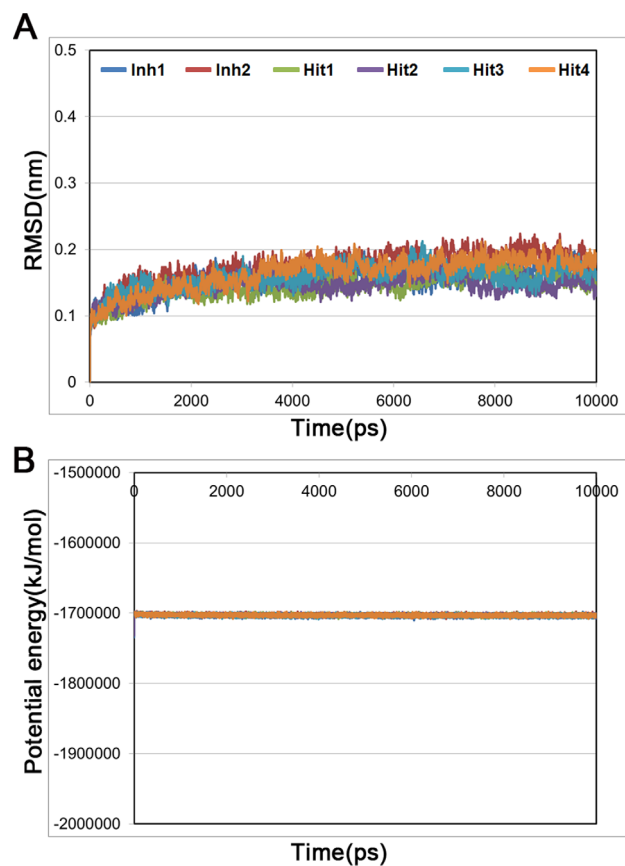 A
0.5
Inh1 Inh2 Hit1 Hit2 Hit3 Hit4
0.4
0.3
RMSD(nm)
0.2
0.1
0
0 2000 4000 6000 8000 10000
Time(ps)
B
-1500000
0 2000 4000 6000 8000 10000
-1600000
-1700000
Potential energy(kJ/mol)
-1800000
-1900000
-2000000
Time(ps)